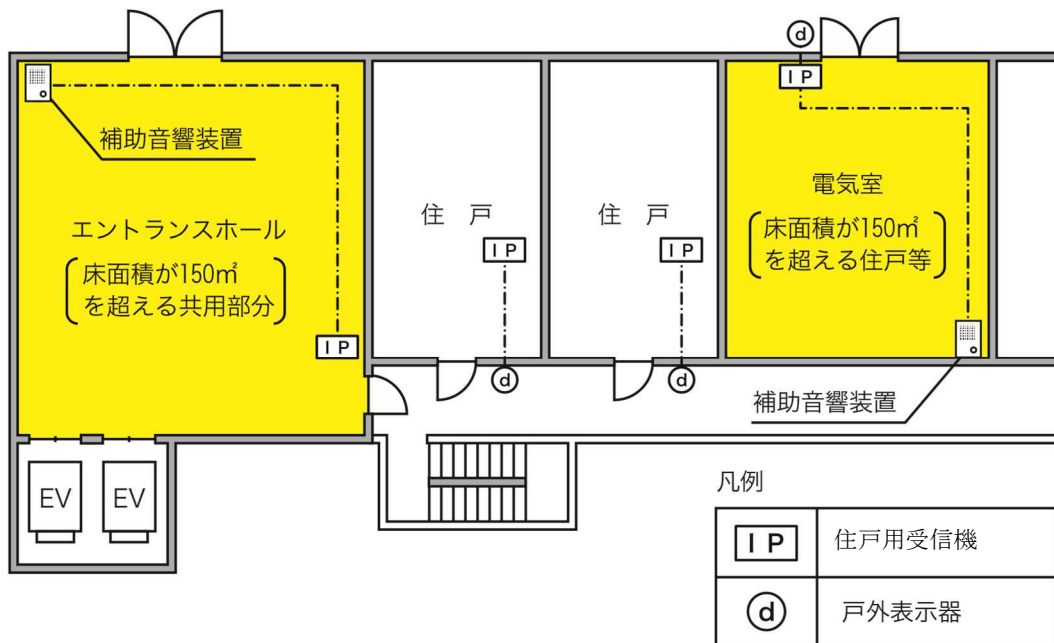 d
IP
補助音響装置
エントランスホール
床面積が150㎡
を超える共用部分
IP
住 戸
IP
d
住 戸
IP
d
電気室
床面積が150㎡
を超える住戸等
補助音響装置
EV
EV
凡例
IP
住戸用受信機
d
戸外表示器